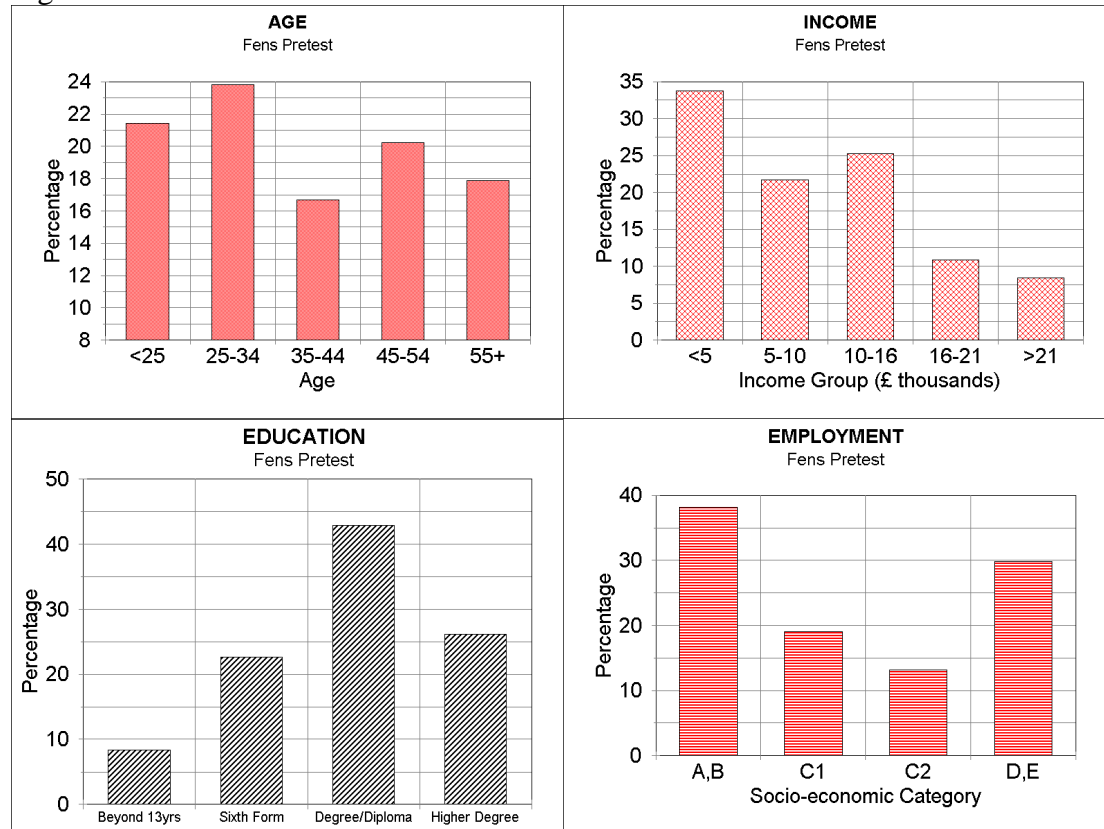 AGE
Fens Pretest
24
22
20
18
16
14
12
10
8
Percentage
<25 25-34 35-44 45-54 55+
Age
INCOME
Fens Pretest
35
30
25
20
15
10
5
0
Percentage
<5 5-10 10-16 16-21 >21
Income Group (£ thousands)
EDUCATION
Fens Pretest
50
40
30
20
10
0
Percentage
Beyond 13yrs Sixth Form Degree/Diploma Higher Degree
EMPLOYMENT
Fens Pretest
40
30
20
10
0
Percentage
A,B C1 C2 D,E
Socio-economic Category